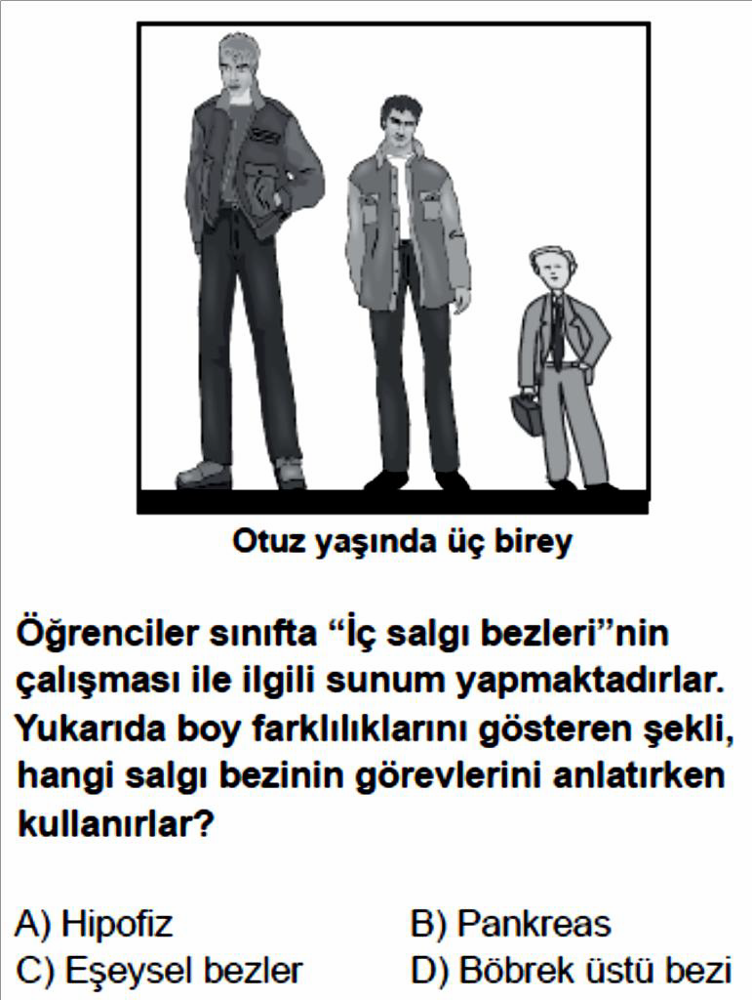 Otuz yaşında üç birey
Öğrenciler sınıfta “İç salgı bezleri”nin
çalışması ile ilgili sunum yapmaktadırlar.
Yukarıda boy farklılıklarını gösteren şekli,
hangi salgı bezinin görevlerini anlatırken
kullanırlar?
A) Hipofiz B) Pankreas
C) Eşeysel bezler D) Böbrek üstü bezi